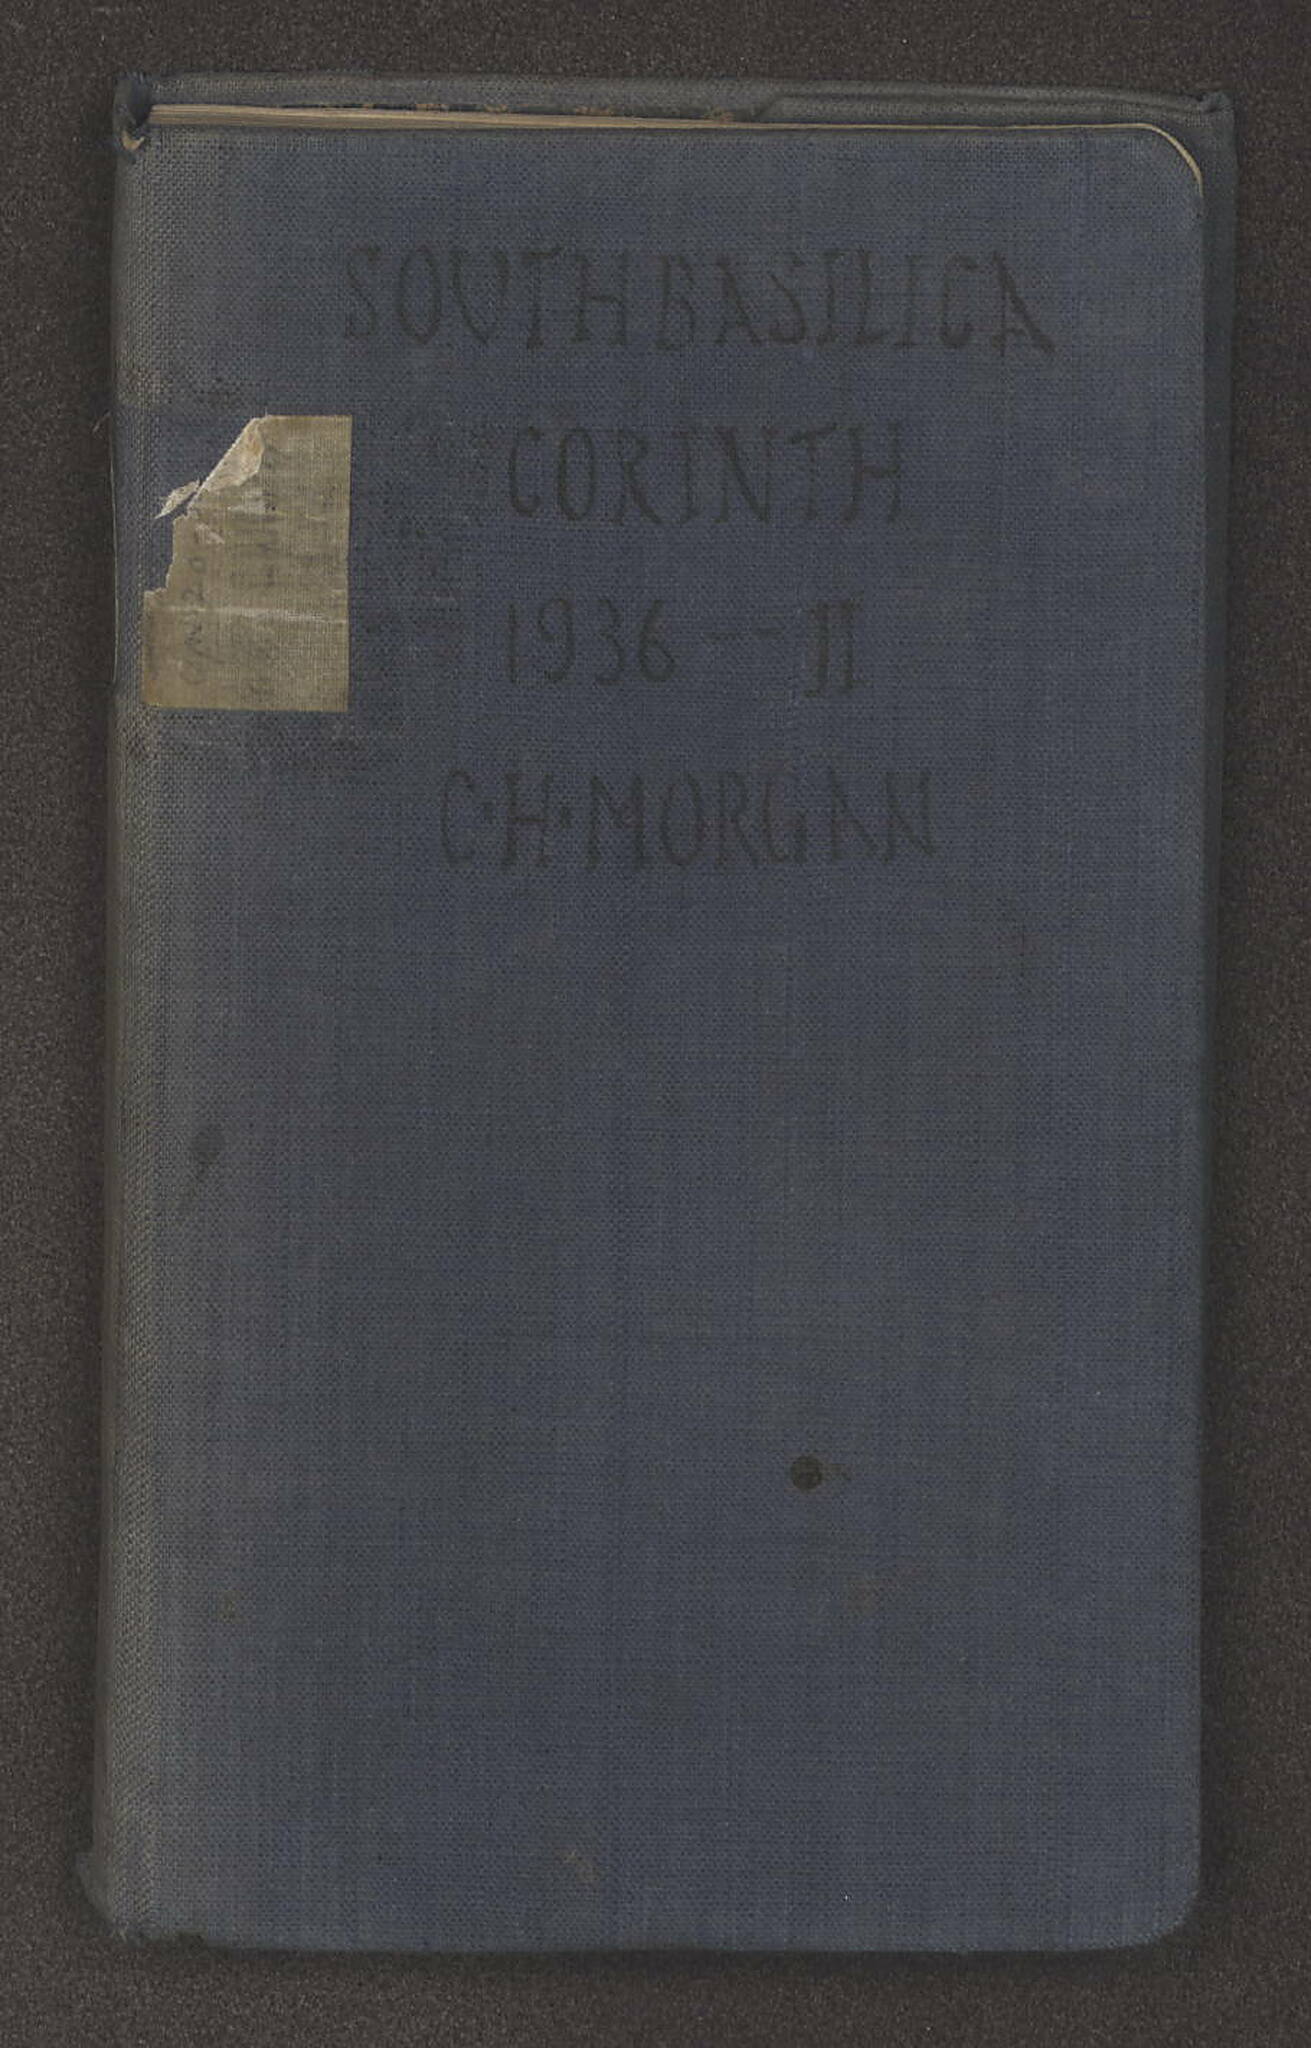 SOUTH BASILICA
CORINTH
1936 -- II
C·H·MORGAN